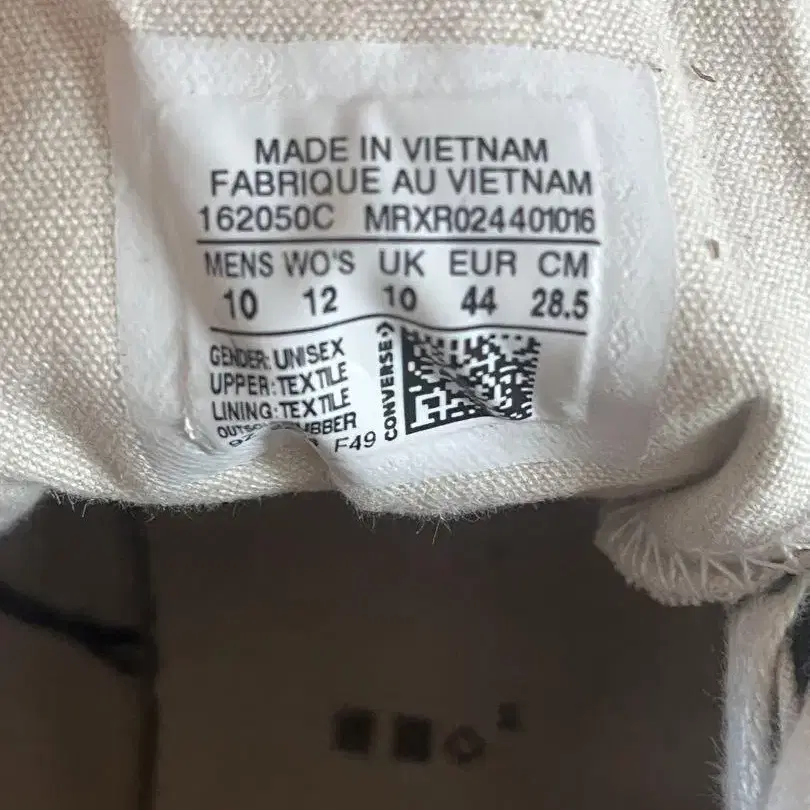 MADE IN VIETNAM
FABRIQUE AU VIETNAM
162050C MRXR024401016
MENS WO'S UK EUR CM
10 12 10 44 28.5
GENDER: UNISEX
UPPER: TEXTILE
LINING: TEXTILE
F49
CONVERSE